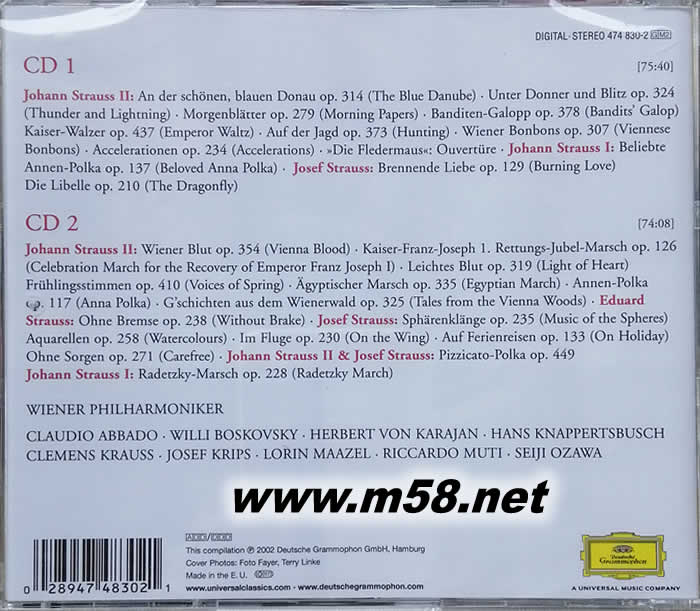 DIGITAL·STEREO 474 830-2 GM2
CD 1 [75:40]
Johann Strauss II: An der schönen, blauen Donau op. 314 (The Blue Danube) · Unter Donner und Blitz op. 324
(Thunder and Lightning) · Morgenblätter op. 279 (Morning Papers) · Banditen-Galopp op. 378 (Bandits' Galop)
Kaiser-Walzer op. 437 (Emperor Waltz) · Auf der Jagd op. 373 (Hunting) · Wiener Bonbons op. 307 (Viennese
Bonbons) · Accelerationen op. 234 (Accelerations) · »Die Fledermaus«: Ouvertüre · Johann Strauss I: Beliebte
Annen-Polka op. 137 (Beloved Anna Polka) · Josef Strauss: Brennende Liebe op. 129 (Burning Love)
Die Libelle op. 210 (The Dragonfly)
CD 2 [74:08]
Johann Strauss II: Wiener Blut op. 354 (Vienna Blood) · Kaiser-Franz-Joseph 1. Rettungs-Jubel-Marsch op. 126
(Celebration March for the Recovery of Emperor Franz Joseph I) · Leichtes Blut op. 319 (Light of Heart)
Frühlingsstimmen op. 410 (Voices of Spring) · Ägyptischer Marsch op. 335 (Egyptian March) · Annen-Polka
op. 117 (Anna Polka) · G'schichten aus dem Wienerwald op. 325 (Tales from the Vienna Woods) · Eduard
Strauss: Ohne Bremse op. 238 (Without Brake) · Josef Strauss: Sphärenklänge op. 235 (Music of the Spheres)
Aquarellen op. 258 (Watercolours) · Im Fluge op. 230 (On the Wing) · Auf Ferienreisen op. 133 (On Holiday)
Ohne Sorgen op. 271 (Carefree) · Johann Strauss II & Josef Strauss: Pizzicato-Polka op. 449
Johann Strauss I: Radetzky-Marsch op. 228 (Radetzky March)
WIENER PHILHARMONIKER
CLAUDIO ABBADO · WILLI BOSKOVSKY · HERBERT VON KARAJAN · HANS KNAPPERTSBUSCH
CLEMENS KRAUSS · JOSEF KRIPS · LORIN MAAZEL · RICCARDO MUTI · SEIJI OZAWA
www.m58.net
ADD/DDD
This compilation ℗ 2002 Deutsche Grammophon GmbH, Hamburg
Cover Photos: Foto Fayer, Terry Linke
Made in the E. U.
www.universalclassics.com · www.deutschegrammophon.com
0 28947 48302 1
Deutsche
Grammophon
A UNIVERSAL MUSIC COMPANY